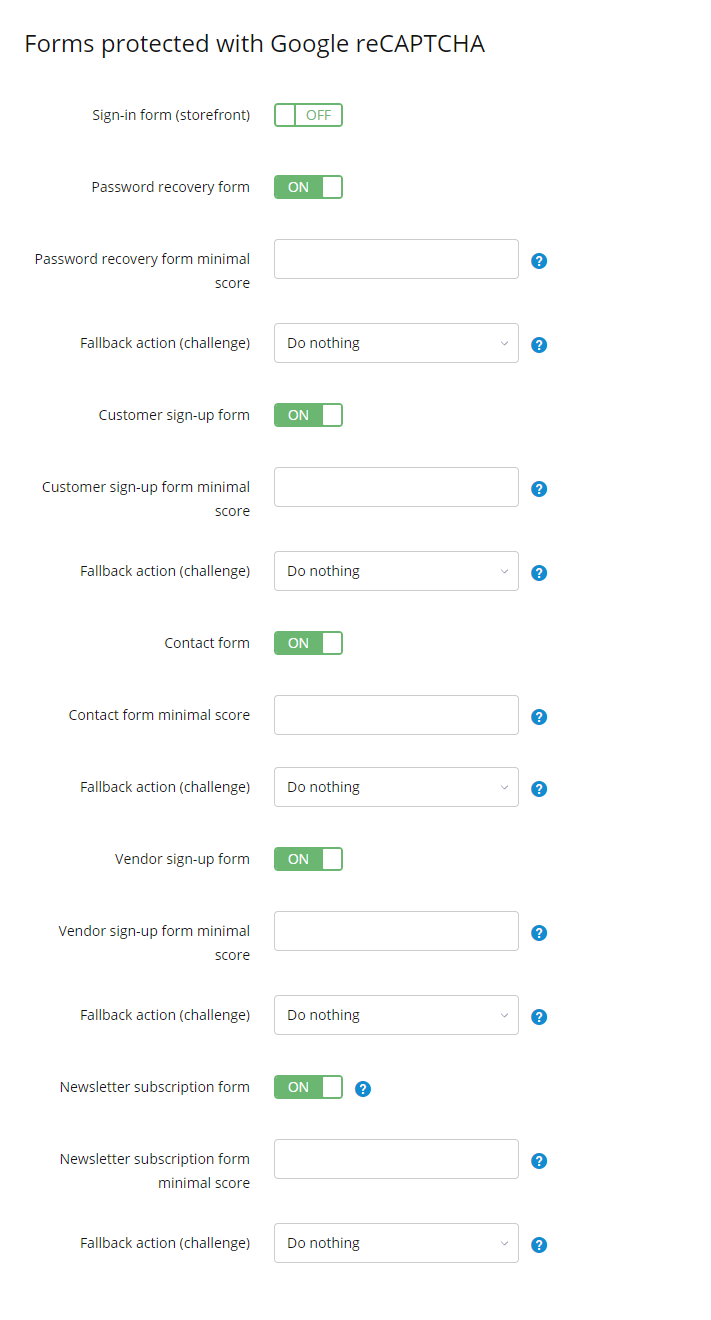 Forms protected with Google reCAPTCHA
Sign-in form (storefront)
OFF
Password recovery form
ON
Password recovery form minimal
score
?
Fallback action (challenge)
Do nothing
?
Customer sign-up form
ON
Customer sign-up form minimal
score
?
Fallback action (challenge)
Do nothing
?
Contact form
ON
Contact form minimal score
?
Fallback action (challenge)
Do nothing
?
Vendor sign-up form
ON
Vendor sign-up form minimal
score
?
Fallback action (challenge)
Do nothing
?
Newsletter subscription form
ON
?
Newsletter subscription form
minimal score
?
Fallback action (challenge)
Do nothing
?